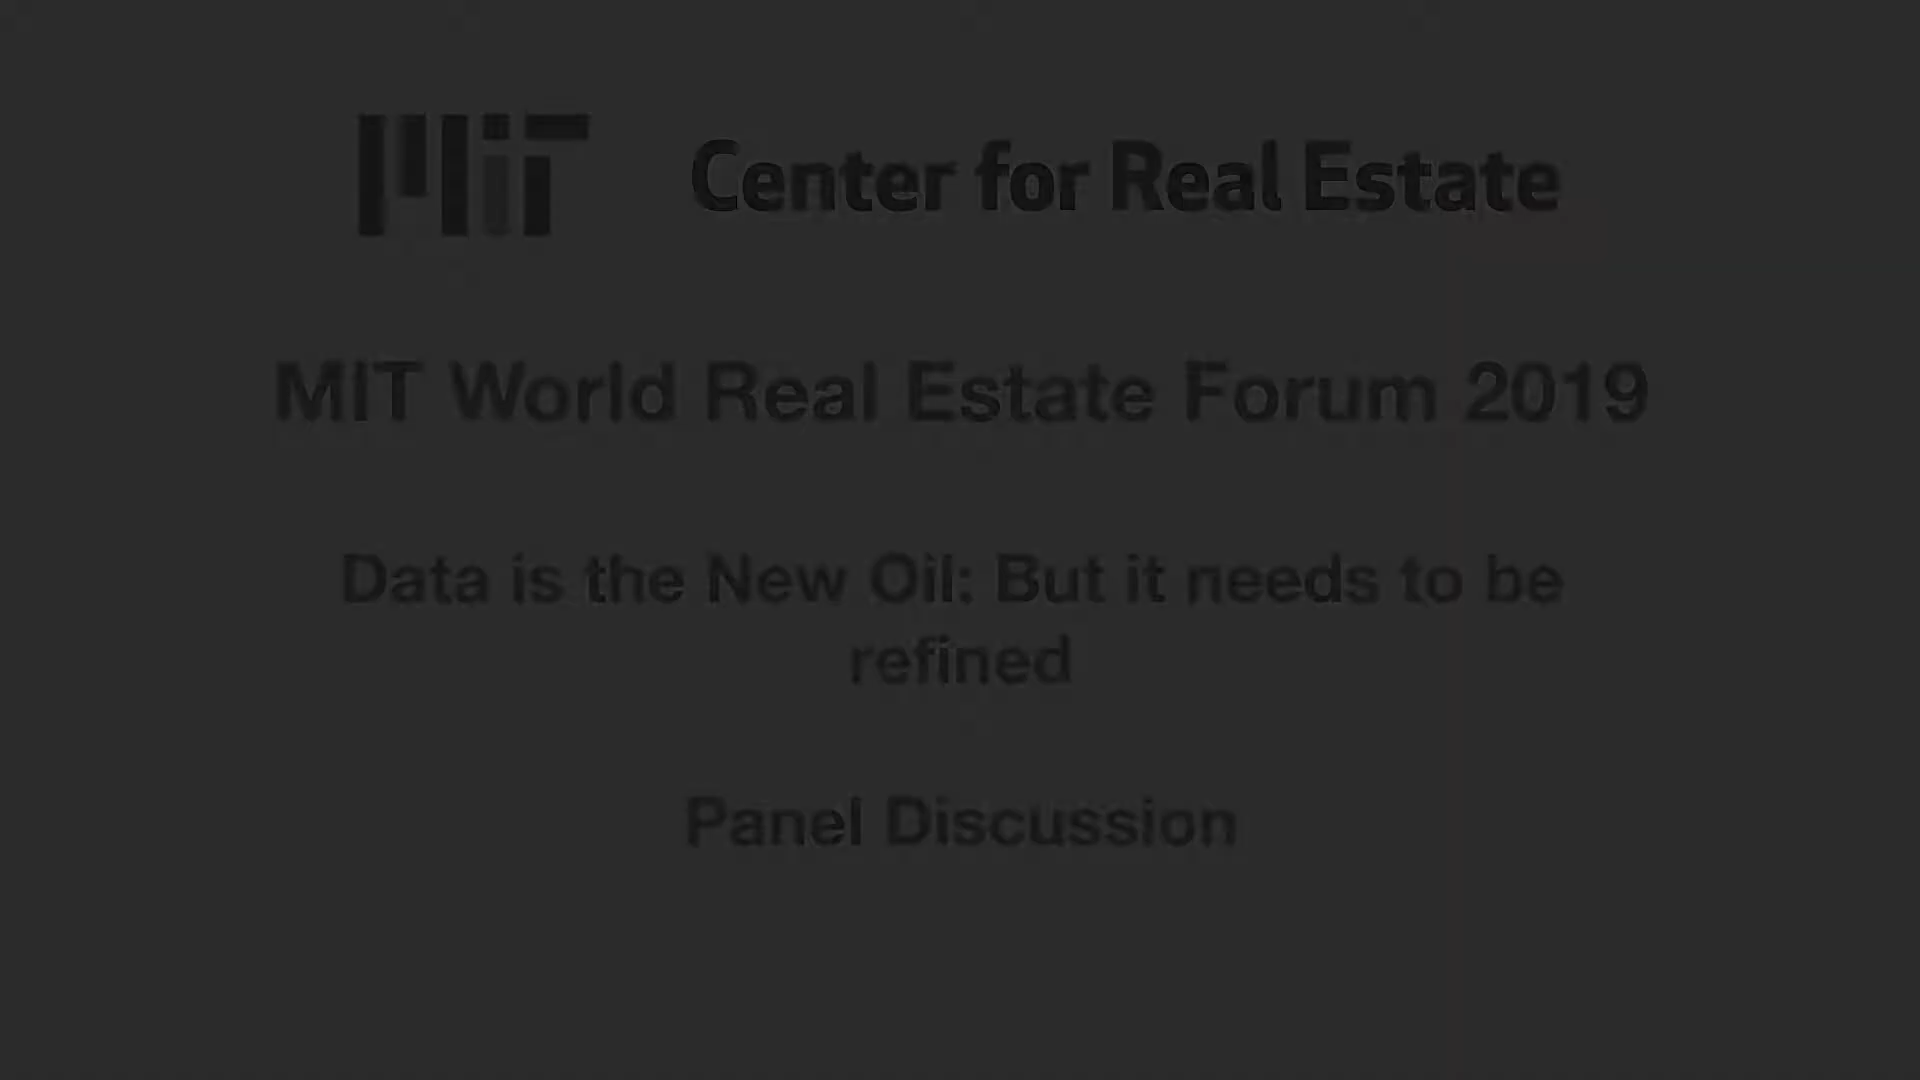 MIT Center for Real Estate
MIT World Real Estate Forum 2019
Data is the New Oil: But it needs to be
refined
Panel Discussion